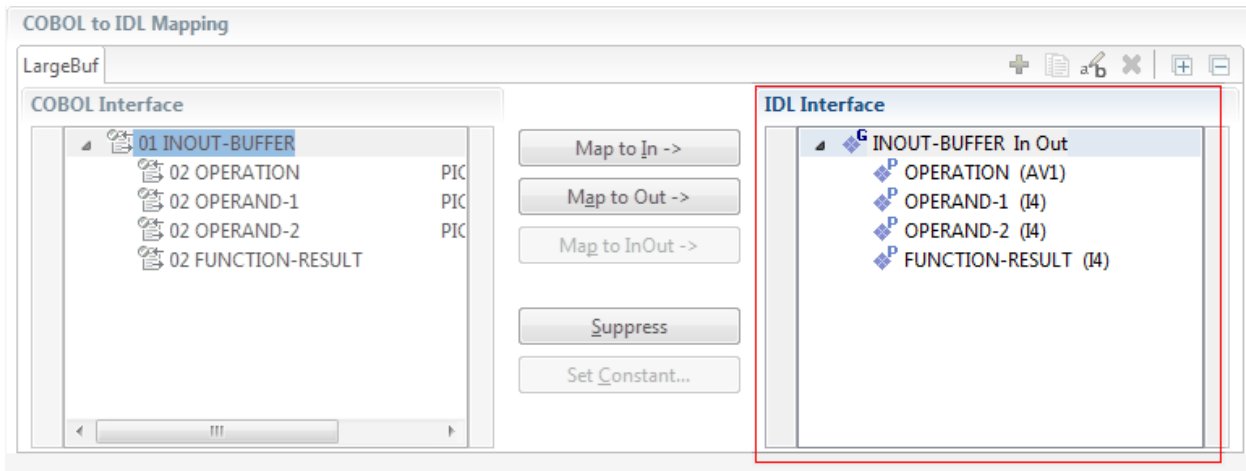 COBOL to IDL Mapping
LargeBuf
COBOL Interface
01 INOUT-BUFFER
02 OPERATION PIC
02 OPERAND-1 PIC
02 OPERAND-2 PIC
02 FUNCTION-RESULT
Map to In ->
Map to Out ->
Map to InOut ->
Suppress
Set Constant...
IDL Interface
INOUT-BUFFER In Out
OPERATION (AV1)
OPERAND-1 (I4)
OPERAND-2 (I4)
FUNCTION-RESULT (I4)